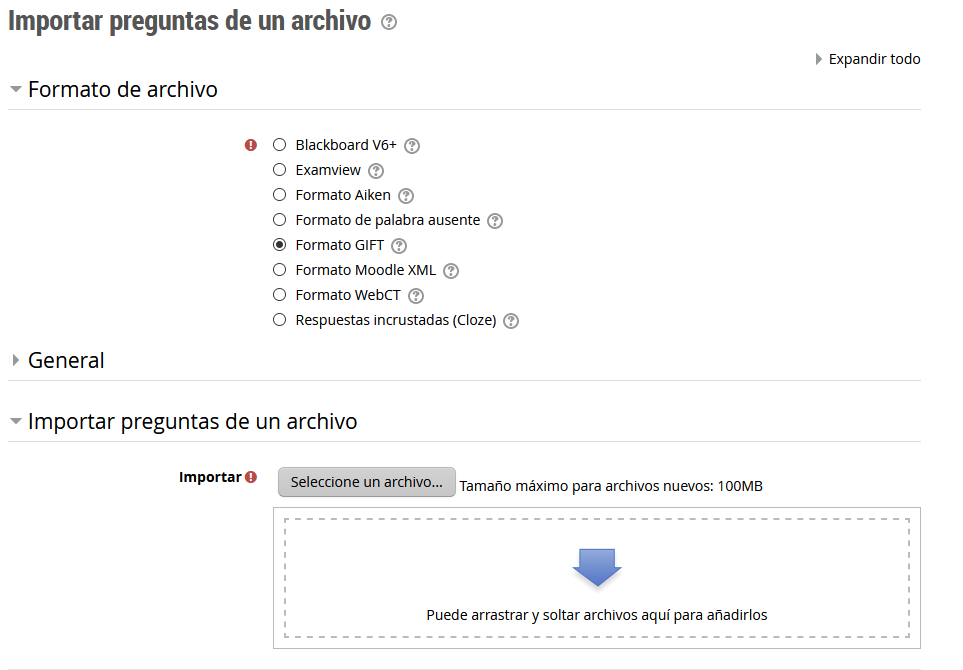 Importar preguntas de un archivo
Expandir todo
Formato de archivo
Blackboard V6+
Examview
Formato Aiken
Formato de palabra ausente
Formato GIFT
Formato Moodle XML
Formato WebCT
Respuestas incrustadas (Cloze)
General
Importar preguntas de un archivo
Importar
Seleccione un archivo... Tamaño máximo para archivos nuevos: 100MB
Puede arrastrar y soltar archivos aquí para añadirlos